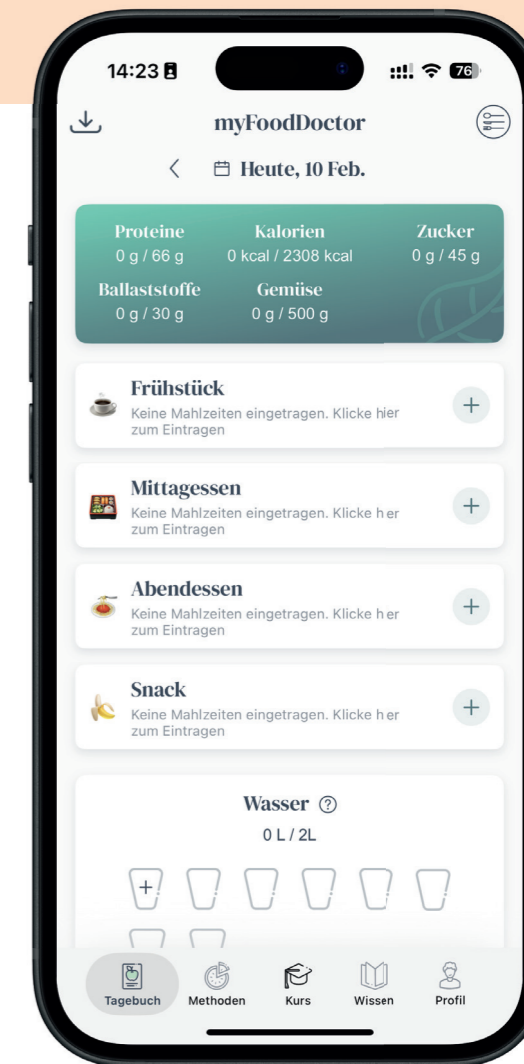 14:23
76
myFoodDoctor
Heute, 10 Feb.
Proteine Kalorien Zucker
0 g / 66 g 0 kcal / 2308 kcal 0 g / 45 g
Ballaststoffe Gemüse
0 g / 30 g 0 g / 500 g
Frühstück
Keine Mahlzeiten eingetragen. Klicke hier
zum Eintragen
Mittagessen
Keine Mahlzeiten eingetragen. Klicke h er
zum Eintragen
Abendessen
Keine Mahlzeiten eingetragen. Klicke h er
zum Eintragen
Snack
Keine Mahlzeiten eingetragen. Klicke h er
zum Eintragen
Wasser ?
0 L / 2L
Tagebuch Methoden Kurs Wissen Profil